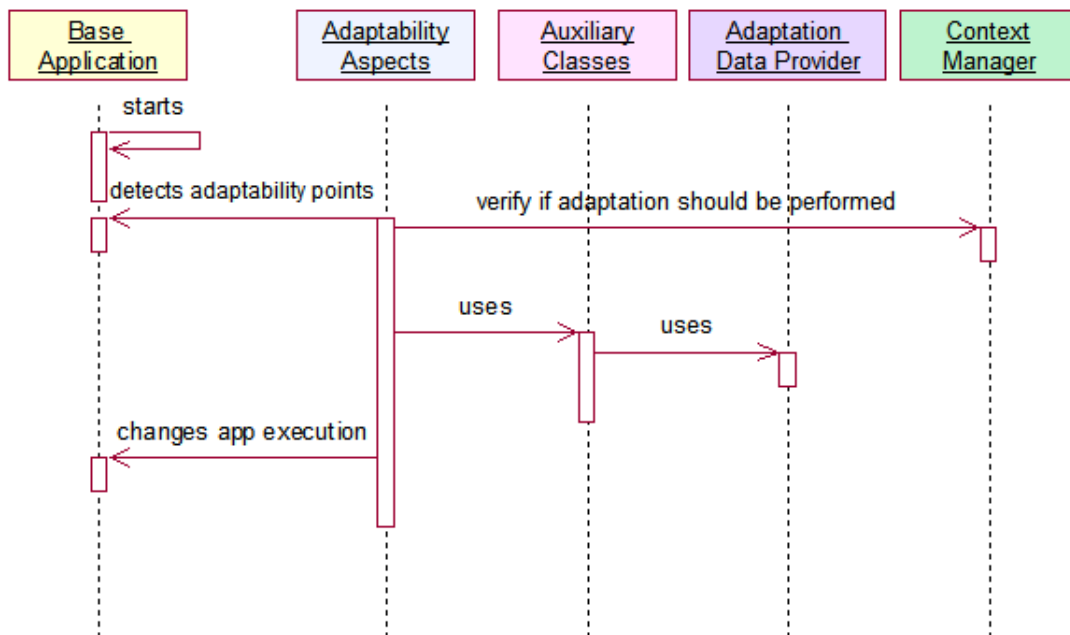 Base
Application
Adaptability
Aspects
Auxiliary
Classes
Adaptation
Data Provider
Context
Manager
starts
detects adaptability points
verify if adaptation should be performed
uses
uses
changes app execution